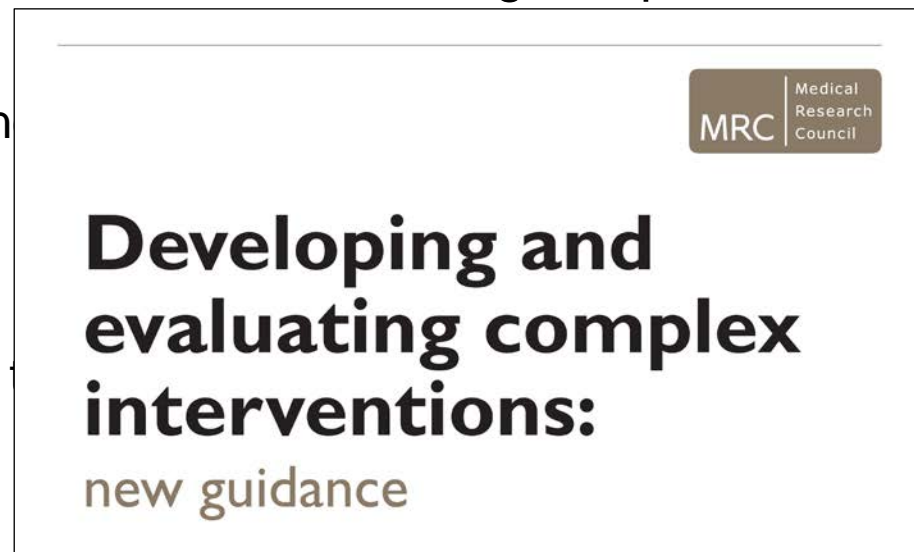 MRC
Medical
Research
Council
Developing and
evaluating complex
interventions:
new guidance